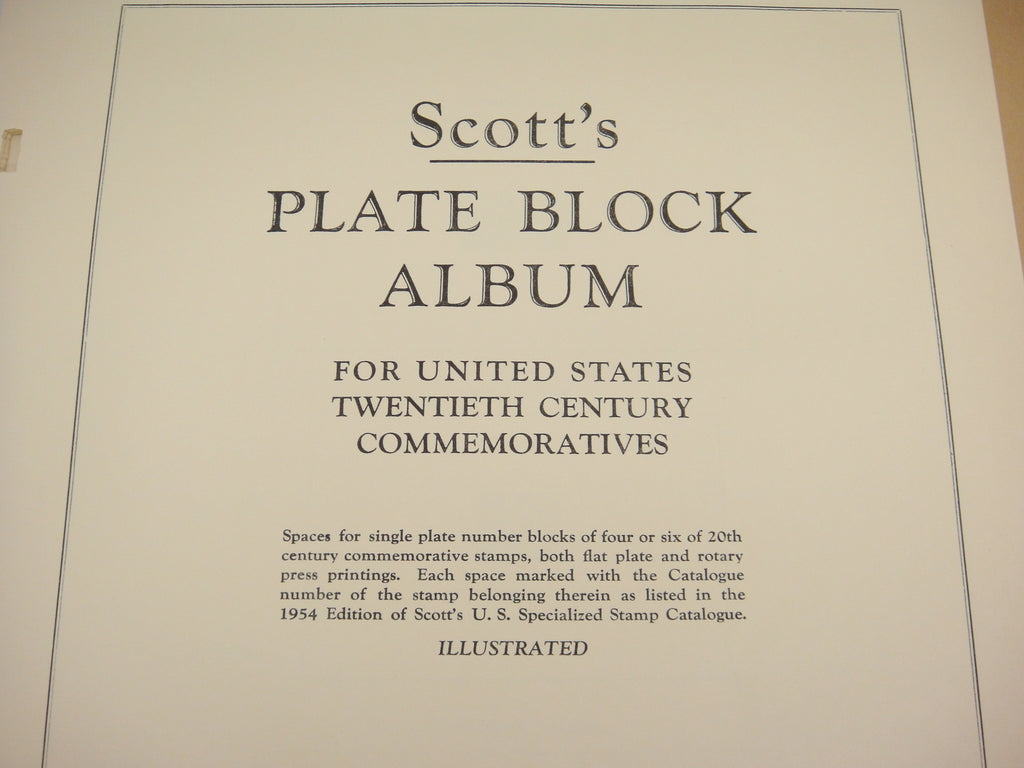 Scott's
PLATE BLOCK
ALBUM
FOR UNITED STATES
TWENTIETH CENTURY
COMMEMORATIVES
Spaces for single plate number blocks of four or six of 20th
century commemorative stamps, both flat plate and rotary
press printings. Each space marked with the Catalogue
number of the stamp belonging therein as listed in the
1954 Edition of Scott's U. S. Specialized Stamp Catalogue.
ILLUSTRATED